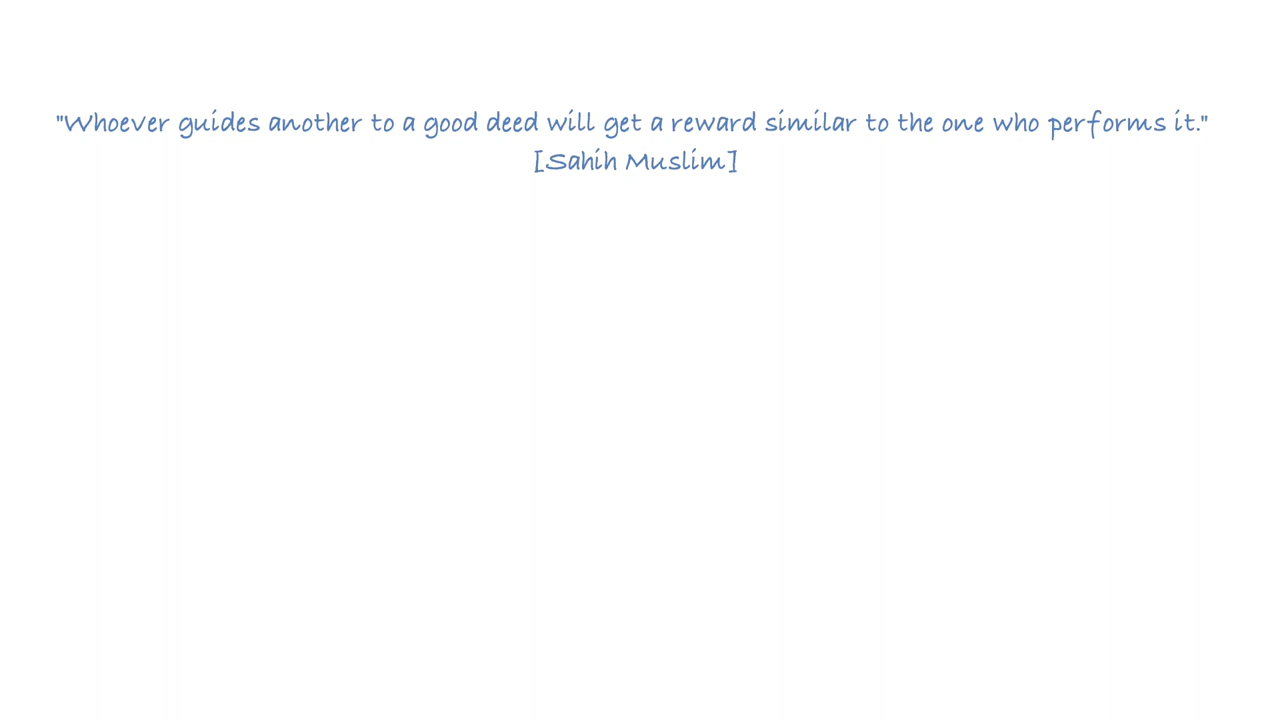 "Whoever guides another to a good deed will get a reward similar to the one who performs it."
[Sahih Muslim]